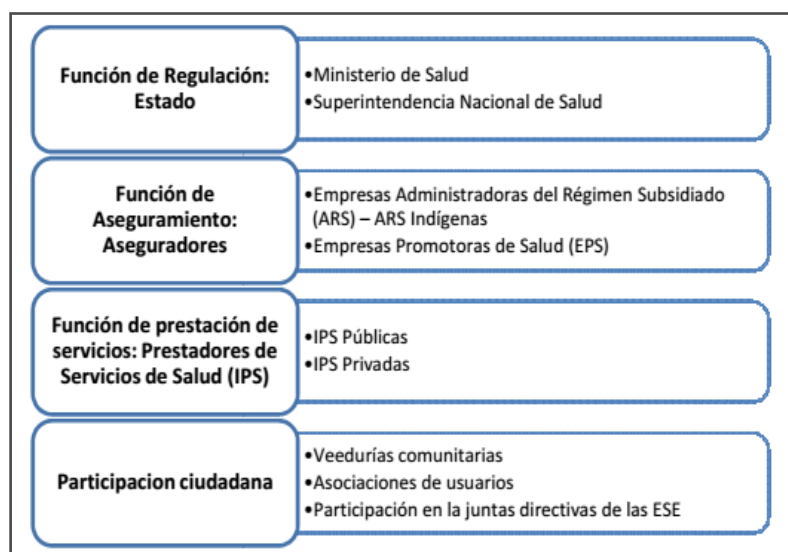 Función de Regulación:
Estado
•Ministerio de Salud
•Superintendencia Nacional de Salud
Función de
Aseguramiento:
Aseguradores
•Empresas Administradoras del Régimen Subsidiado
(ARS) – ARS Indígenas
•Empresas Promotoras de Salud (EPS)
Función de prestación de
servicios: Prestadores de
Servicios de Salud (IPS)
•IPS Públicas
•IPS Privadas
Participacion ciudadana
•Veedurías comunitarias
•Asociaciones de usuarios
•Participación en la juntas directivas de las ESE